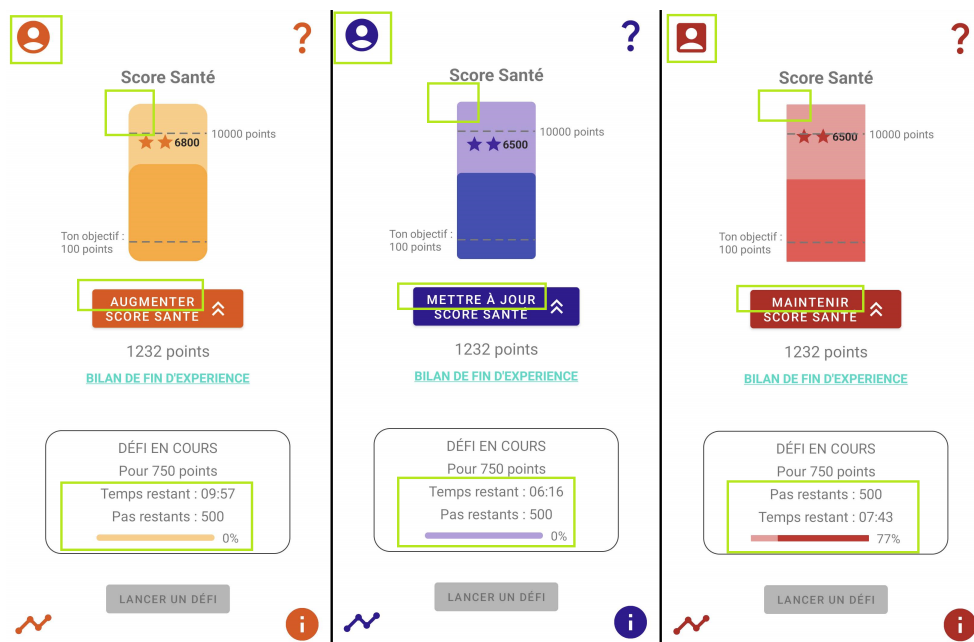 ?
Score Santé
10000 points
6800
Ton objectif :
100 points
AUGMENTER
SCORE SANTÉ
1232 points
BILAN DE FIN D'EXPERIENCE
DÉFI EN COURS
Pour 750 points
Temps restant : 09:57
Pas restants : 500
0%
LANCER UN DÉFI
i
?
Score Santé
10000 points
6500
Ton objectif :
100 points
METTRE À JOUR
SCORE SANTÉ
1232 points
BILAN DE FIN D'EXPERIENCE
DÉFI EN COURS
Pour 750 points
Temps restant : 06:16
Pas restants : 500
0%
LANCER UN DÉFI
i
?
Score Santé
10000 points
6500
Ton objectif :
100 points
MAINTENIR
SCORE SANTÉ
1232 points
BILAN DE FIN D'EXPERIENCE
DÉFI EN COURS
Pour 750 points
Pas restants : 500
Temps restant : 07:43
77%
LANCER UN DÉFI
i